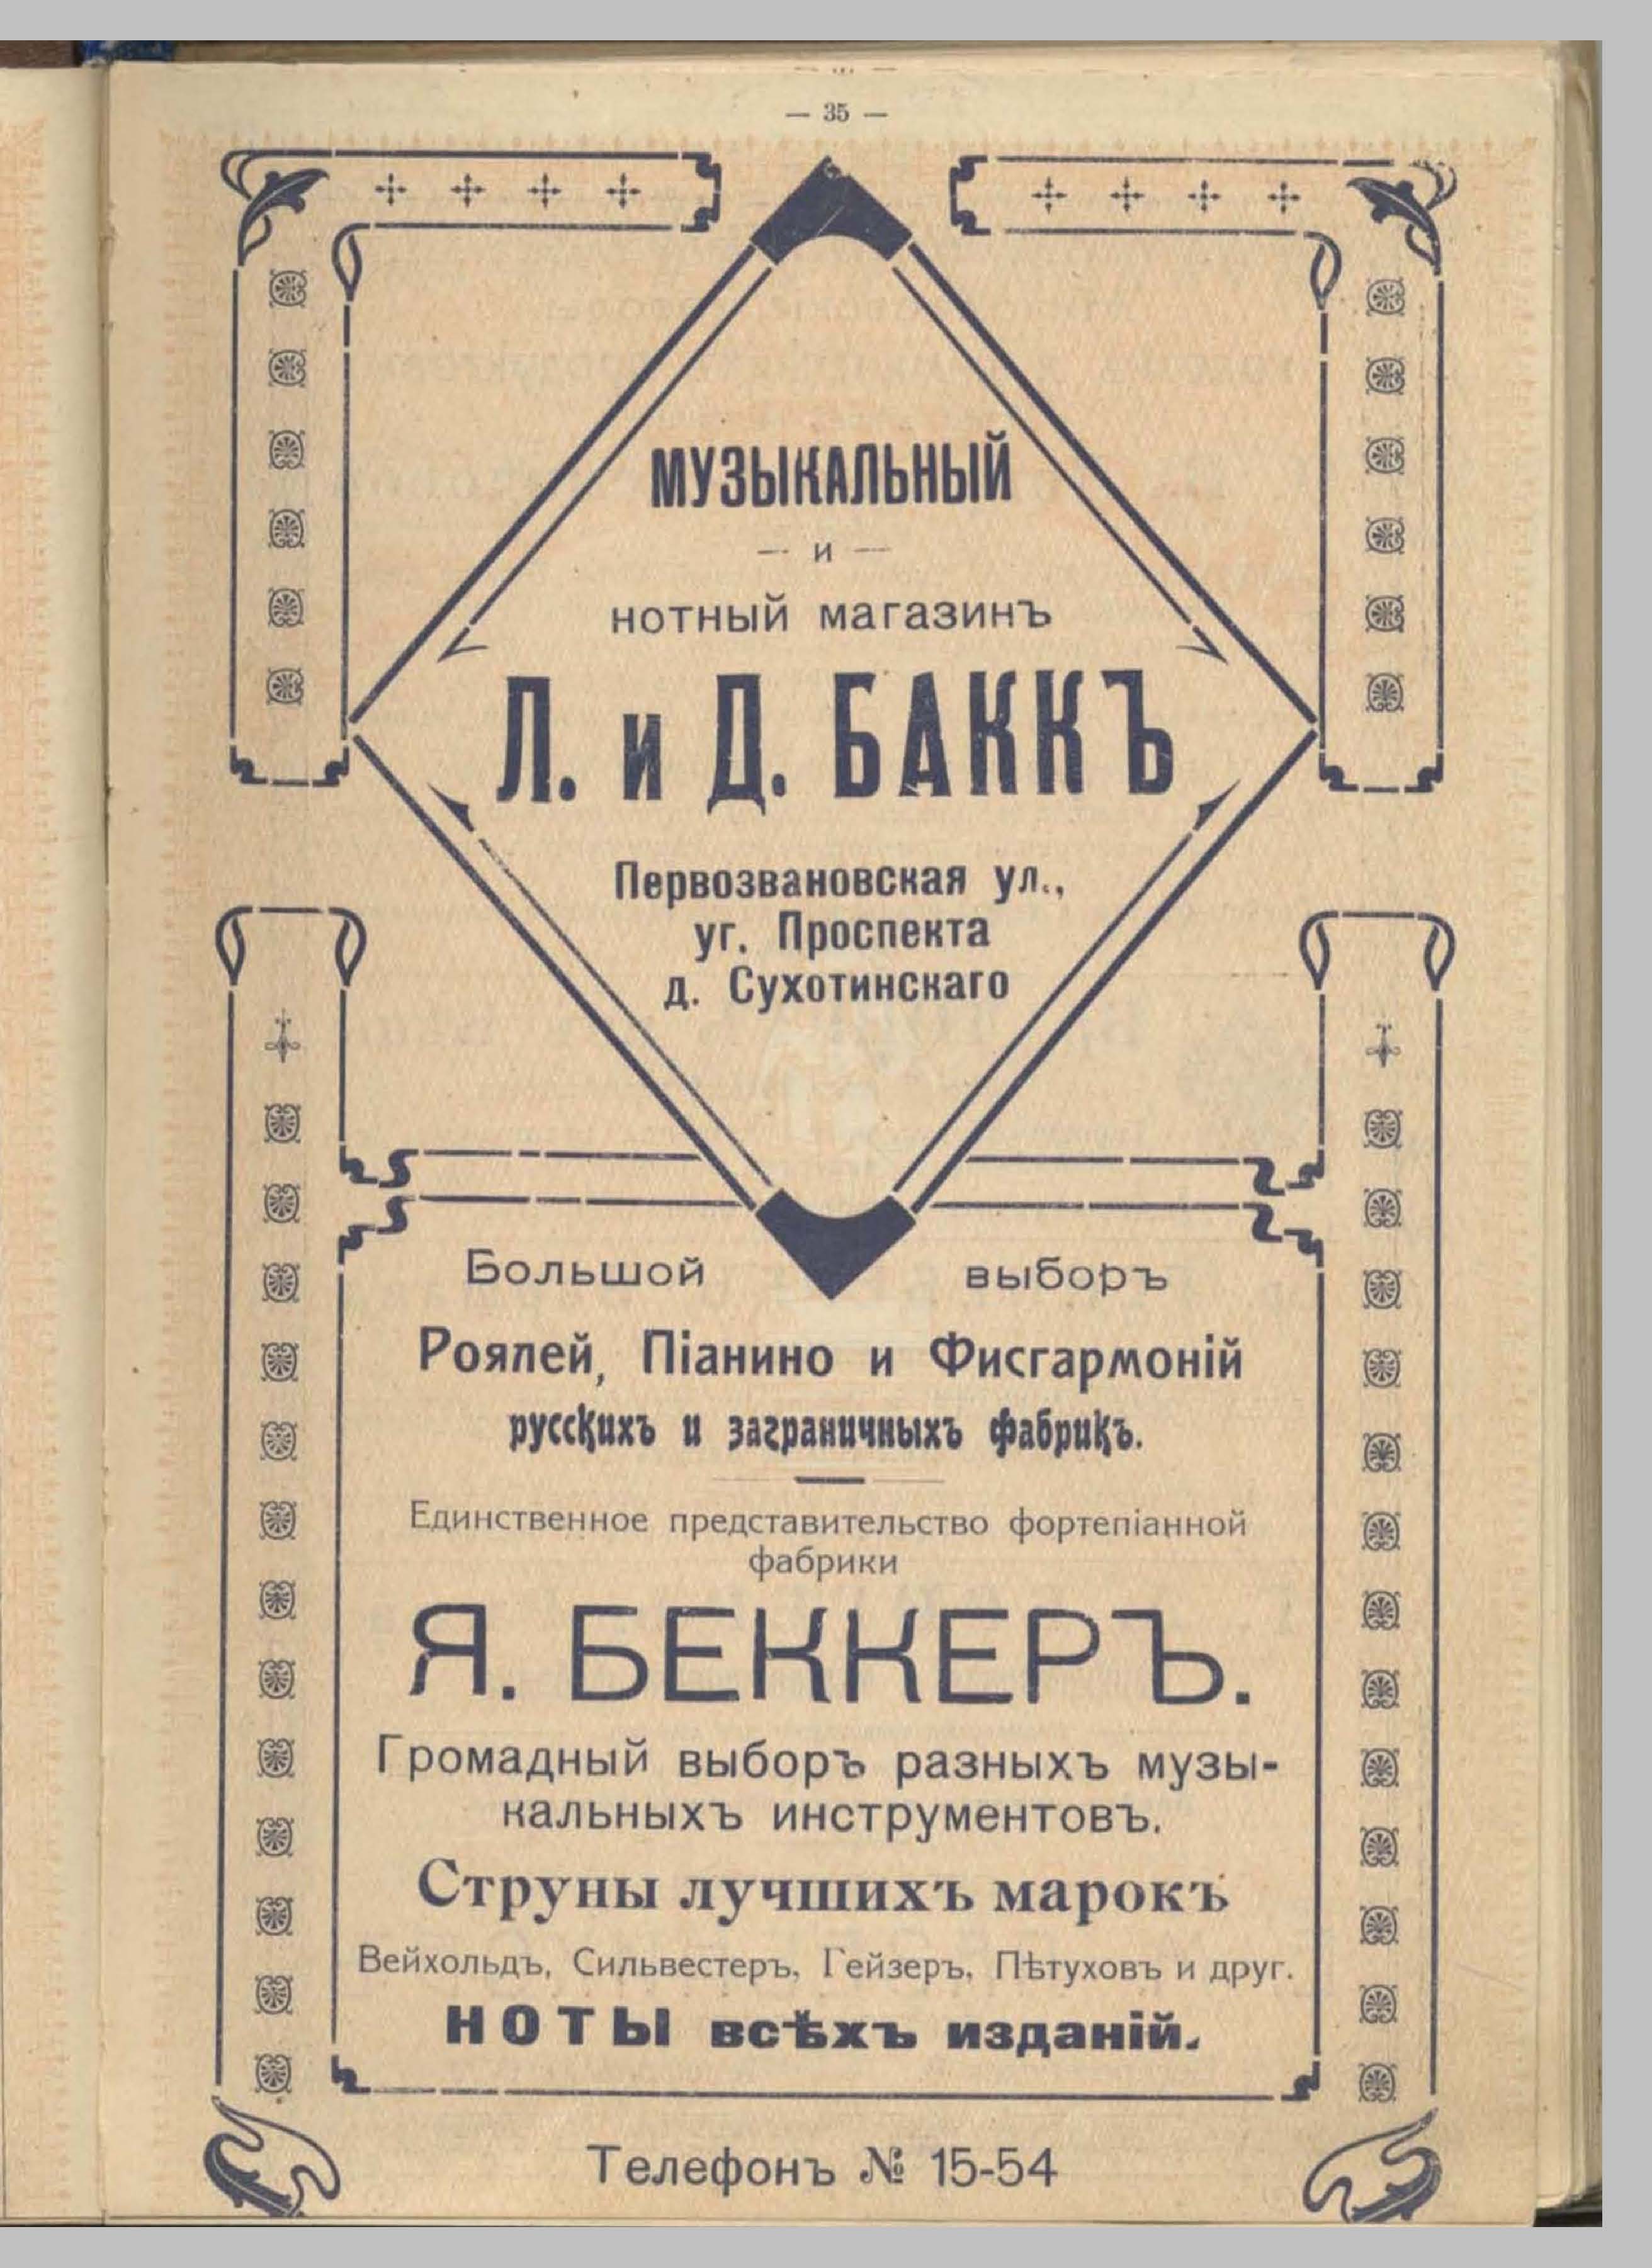 — 35 —
МУЗЫКАЛЬНЫЙ
— и —
нотный магазинъ
Л. и Д. БАККЪ
Первозвановская ул.,
уг. Проспекта
д. Сухотинскаго
Большой выборъ
Роялей, Піанино и Фисгармоній
русскихъ и заграничныхъ фабрикъ.
Единственное представительство фортепіанной
фабрики
Я. БЕККЕРЪ.
Громадный выборъ разныхъ музы-
кальныхъ инструментовъ.
Струны лучшихъ марокъ
Вейхольдъ, Сильвестеръ, Гейзеръ, Пѣтуховъ и друг.
НОТЫ всѣхъ изданій.
Телефонъ № 15-54